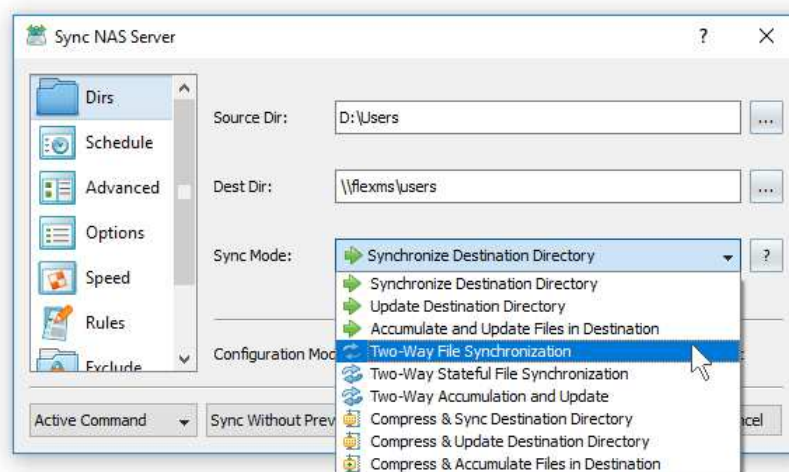 Sync NAS Server
?
Dirs
Schedule
Advanced
Options
Speed
Rules
Exclude
Source Dir:
D:\Users
...
Dest Dir:
\\flexms\users
...
Sync Mode:
Synchronize Destination Directory
?
Synchronize Destination Directory
Update Destination Directory
Accumulate and Update Files in Destination
Two-Way File Synchronization
Two-Way Stateful File Synchronization
Two-Way Accumulation and Update
Compress & Sync Destination Directory
Compress & Update Destination Directory
Compress & Accumulate Files in Destination
Configuration Mod
Active Command
Sync Without Prev
ncel